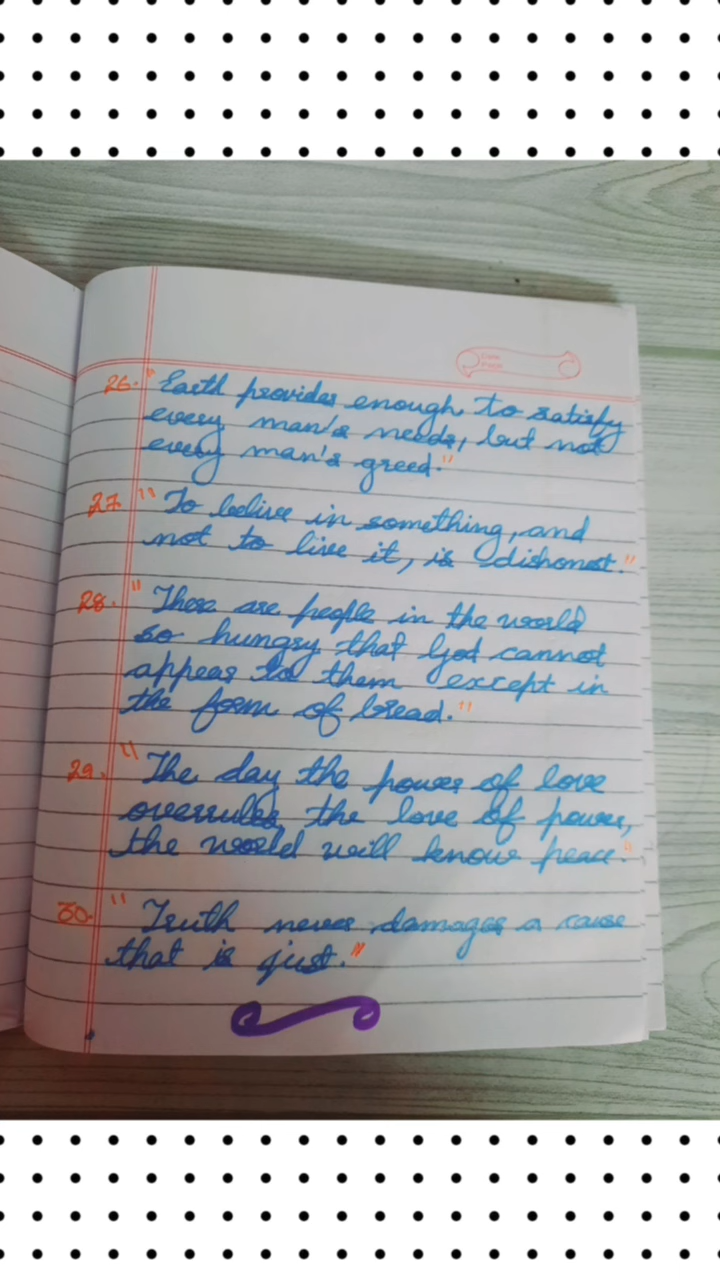 26. "Earth provides enough to satisfy
every man's needs, but not
every man's greed."
27. "To belive in something, and
not to live it, is dishonest."
28. "There are people in the world
so hungry that God cannot
appear to them except in
the form of bread."
29. "The day the power of love
overrules the love of power,
the world will know peace."
30. "Truth never damages a cause
that is just."